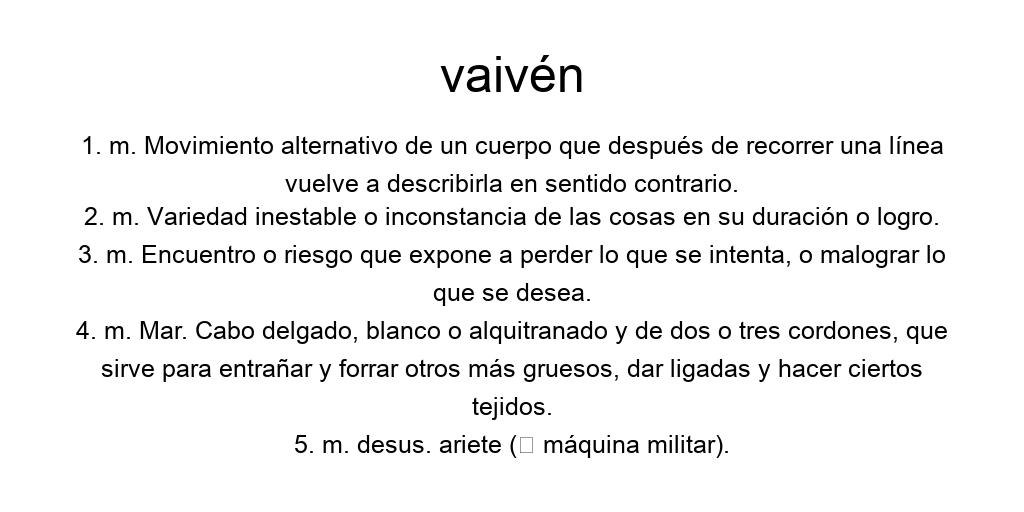 vaivén
1. m. Movimiento alternativo de un cuerpo que después de recorrer una línea
vuelve a describirla en sentido contrario.
2. m. Variedad inestable o inconstancia de las cosas en su duración o logro.
3. m. Encuentro o riesgo que expone a perder lo que se intenta, o malograr lo
que se desea.
4. m. Mar. Cabo delgado, blanco o alquitranado y de dos o tres cordones, que
sirve para entrañar y forrar otros más gruesos, dar ligadas y hacer ciertos
tejidos.
5. m. desus. ariete (□ máquina militar).